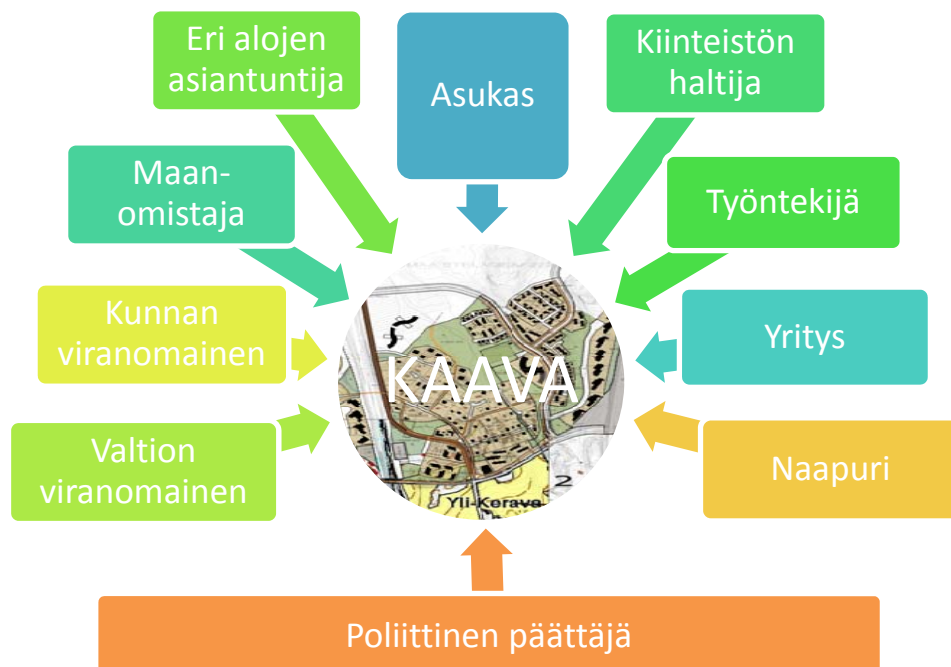 Eri alojen
asiantuntija
Asukas
Kiinteistön
haltija
Maan-
omistaja
Työntekijä
Kunnan
viranomainen
Yritys
KAAVA
Valtion
viranomainen
Naapuri
2
Yli-Kerava
Poliittinen päättäjä